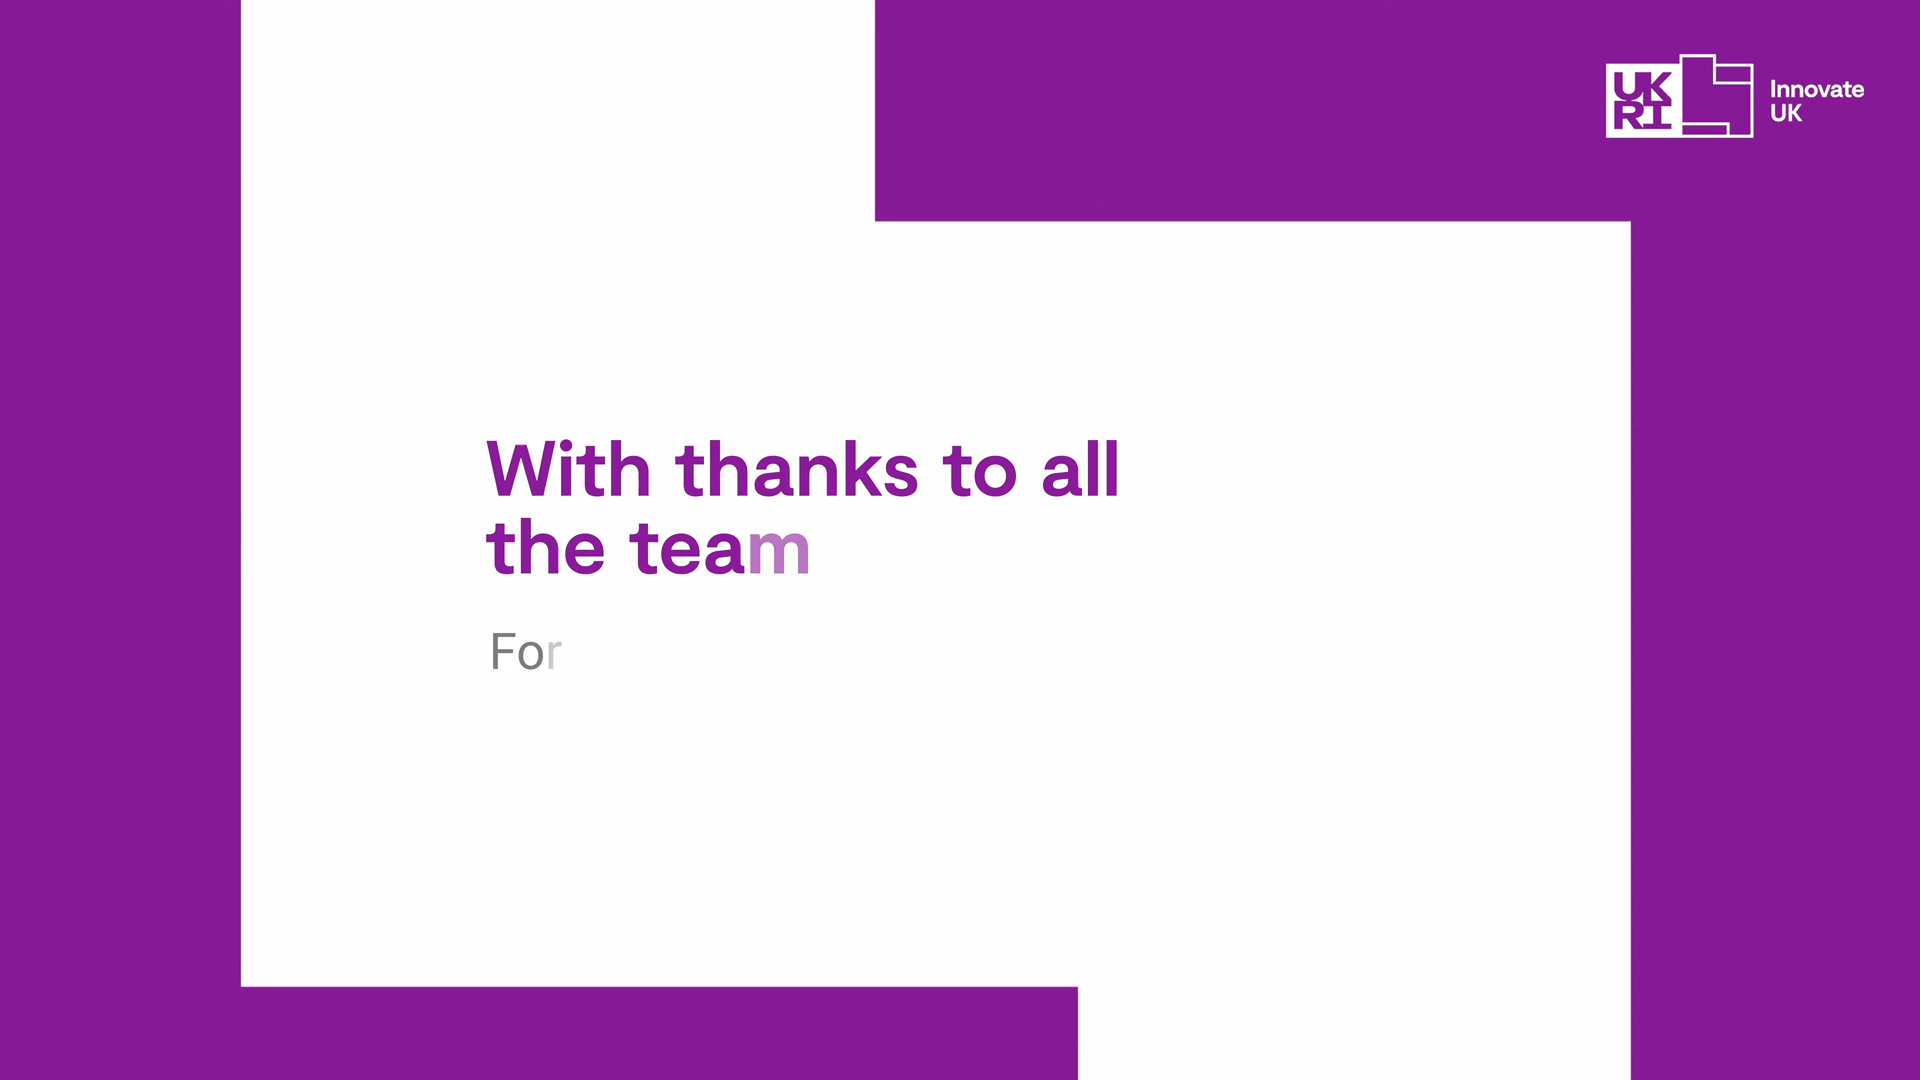 UK
RI
Innovate
UK
With thanks to all
the team
For